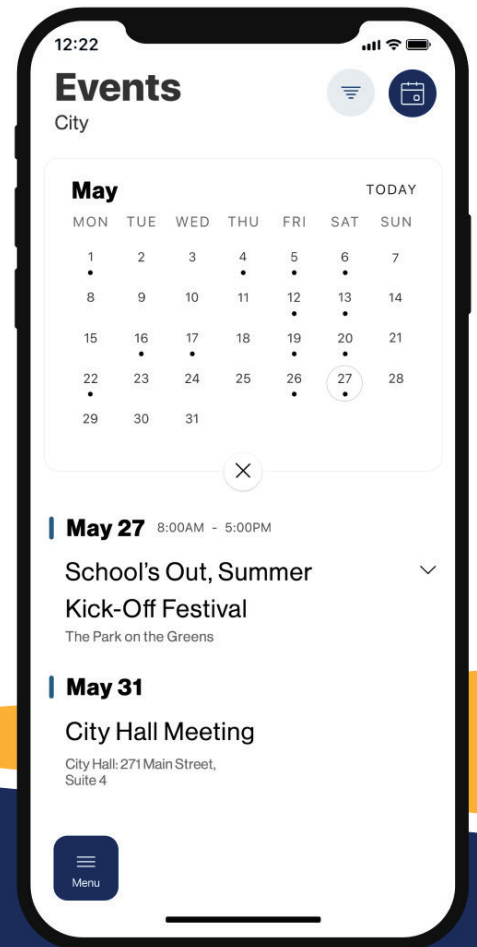 12:22
Events
City
May TODAY
MON TUE WED THU FRI SAT SUN
1 2 3 4 5 6 7
8 9 10 11 12 13 14
15 16 17 18 19 20 21
22 23 24 25 26 27 28
29 30 31
May 27 8:00AM - 5:00PM
School's Out, Summer
Kick-Off Festival
The Park on the Greens
May 31
City Hall Meeting
City Hall: 271 Main Street,
Suite 4
Menu